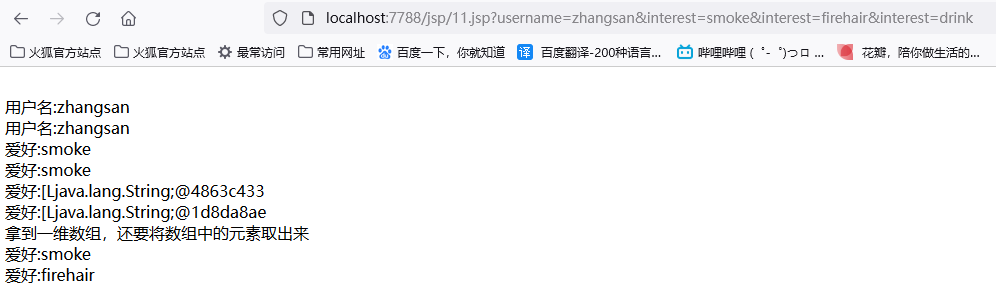 localhost:7788/jsp/11.jsp?username=zhangsan&interest=smoke&interest=firehair&interest=drink
火狐官方站点 火狐官方站点 最常访问 常用网址 百度一下，你就知道 译 百度翻译-200种语言... 哔哩哔哩 ( ゜- ゜)つロ ... 花瓣，陪你做生活的...
用户名:zhangsan
用户名:zhangsan
爱好:smoke
爱好:smoke
爱好:[Ljava.lang.String;@4863c433
爱好:[Ljava.lang.String;@1d8da8ae
拿到一维数组，还要将数组中的元素取出来
爱好:smoke
爱好:firehair